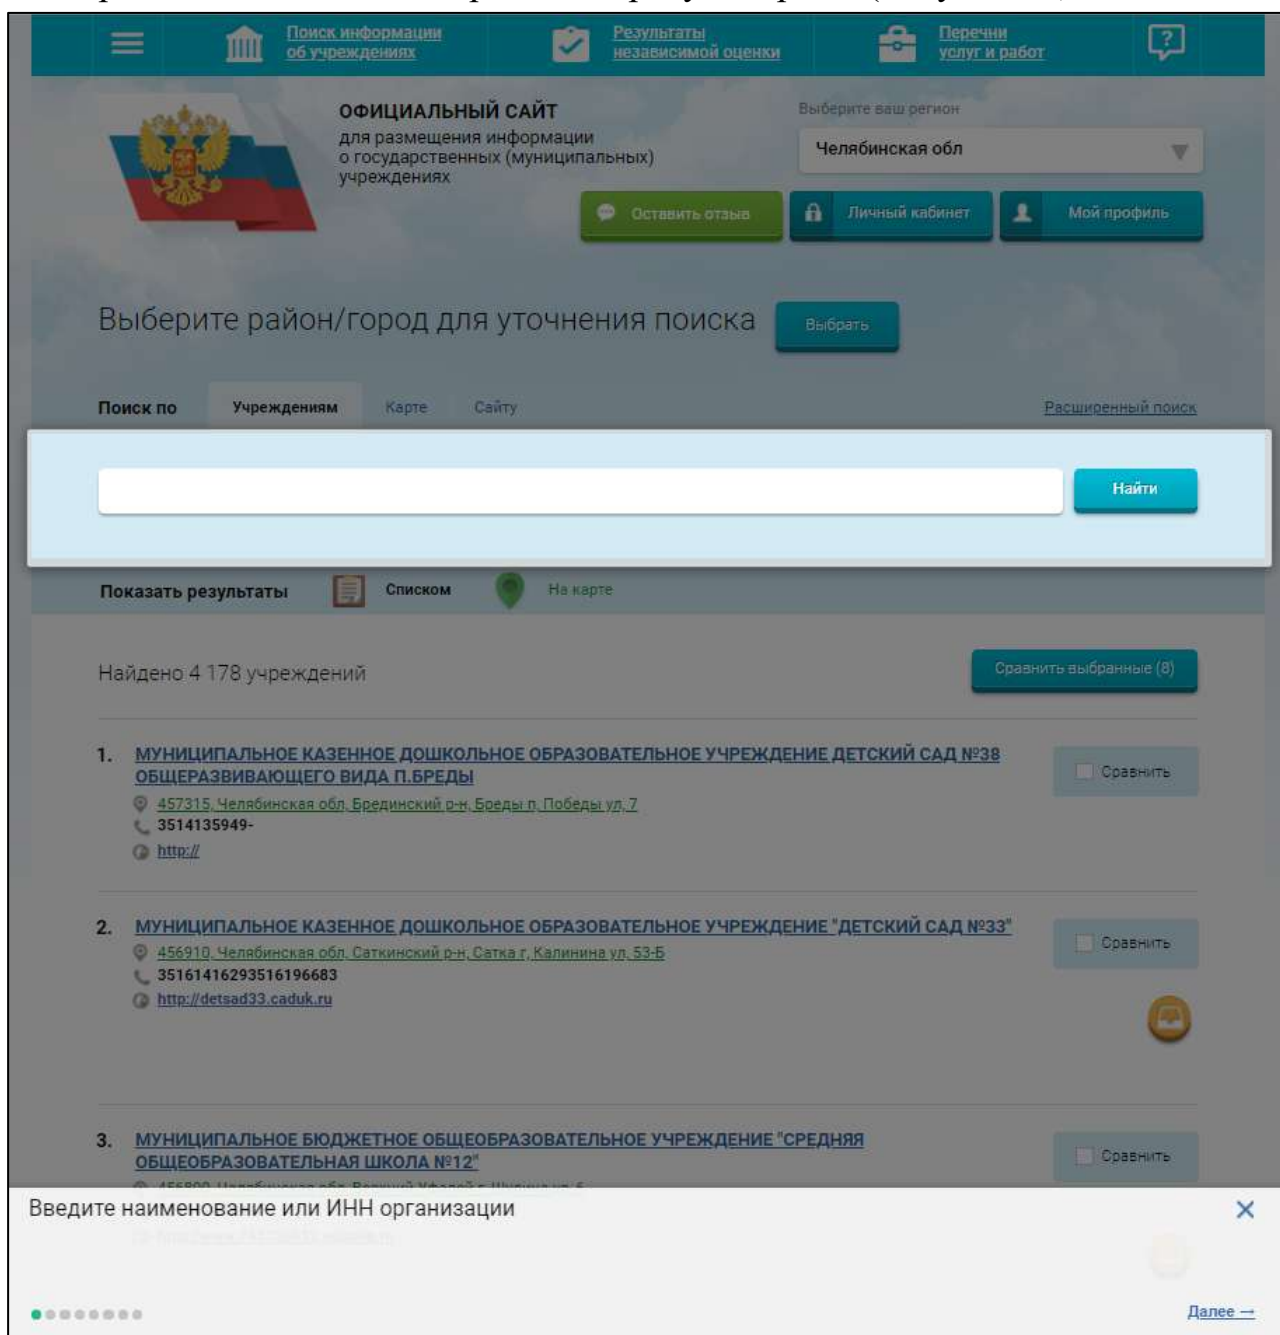 Поиск информации
об учреждениях
Результаты
независимой оценки
Перечни
услуг и работ
?
ОФИЦИАЛЬНЫЙ САЙТ
для размещения информации
о государственных (муниципальных)
учреждениях
Выберите ваш регион
Челябинская обл
Оставить отзыв
Личный кабинет
Мой профиль
Выберите район/город для уточнения поиска
Выбрать
Поиск по Учреждениям Карте Сайту Расширенный поиск
Найти
Показать результаты Списком На карте
Найдено 4 178 учреждений
Сравнить выбранные (8)
1. МУНИЦИПАЛЬНОЕ КАЗЕННОЕ ДОШКОЛЬНОЕ ОБРАЗОВАТЕЛЬНОЕ УЧРЕЖДЕНИЕ ДЕТСКИЙ САД №38
ОБЩЕРАЗВИВАЮЩЕГО ВИДА П.БРЕДЫ
Сравнить
457315, Челябинская обл, Брединский р-н, Бреды п, Победы ул, 7
3514135949-
http://
2. МУНИЦИПАЛЬНОЕ КАЗЕННОЕ ДОШКОЛЬНОЕ ОБРАЗОВАТЕЛЬНОЕ УЧРЕЖДЕНИЕ "ДЕТСКИЙ САД №33"
Сравнить
456910, Челябинская обл, Саткинский р-н, Сатка г, Калинина ул, 53-Б
35161416293516196683
http://detsad33.caduk.ru
3. МУНИЦИПАЛЬНОЕ БЮДЖЕТНОЕ ОБЩЕОБРАЗОВАТЕЛЬНОЕ УЧРЕЖДЕНИЕ "СРЕДНЯЯ
ОБЩЕОБРАЗОВАТЕЛЬНАЯ ШКОЛА №12"
Сравнить
Введите наименование или ИНН организации
Далее →